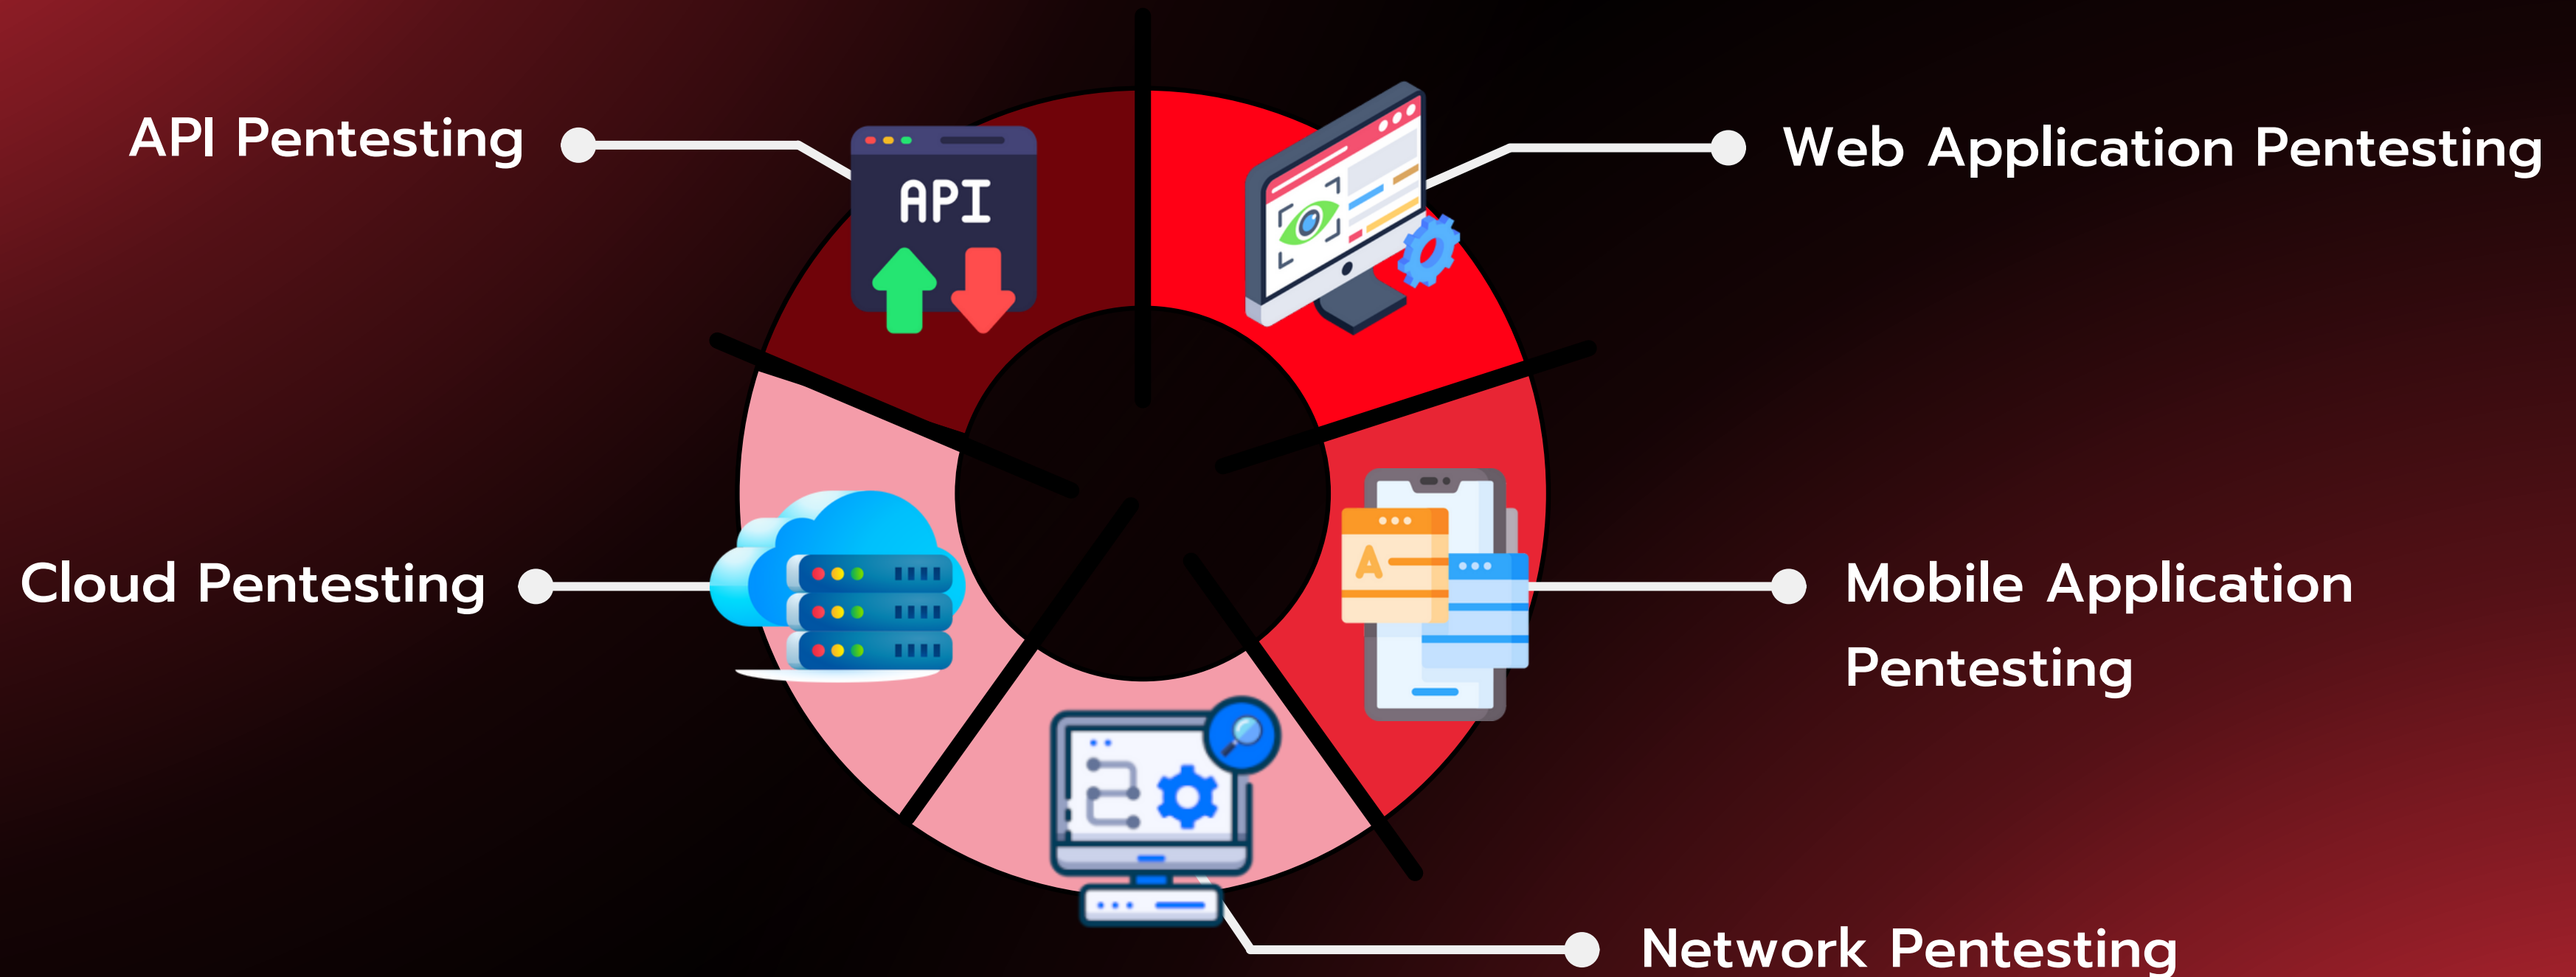 API Pentesting
API
Web Application Pentesting
A
Cloud Pentesting
Mobile Application
Pentesting
Network Pentesting